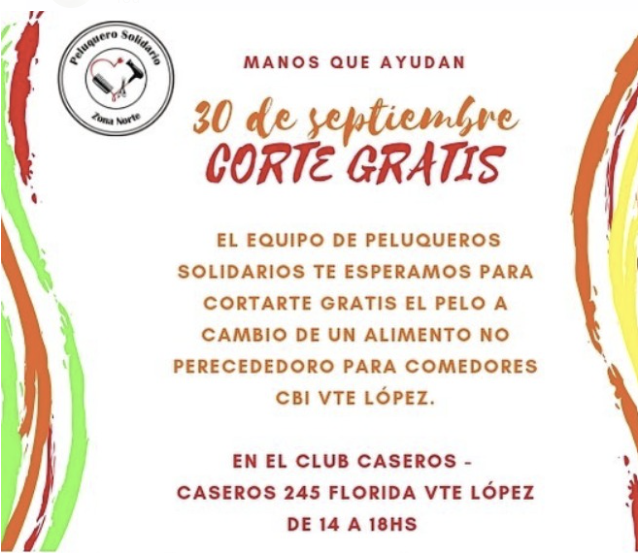 Peluquero Solidario
Zona Norte
MANOS QUE AYUDAN
30 de septiembre
CORTE GRATIS
EL EQUIPO DE PELUQUEROS
SOLIDARIOS TE ESPERAMOS PARA
CORTARTE GRATIS EL PELO A
CAMBIO DE UN ALIMENTO NO
PERECEDEDORO PARA COMEDORES
CBI VTE LÓPEZ.
EN EL CLUB CASEROS -
CASEROS 245 FLORIDA VTE LÓPEZ
DE 14 A 18HS